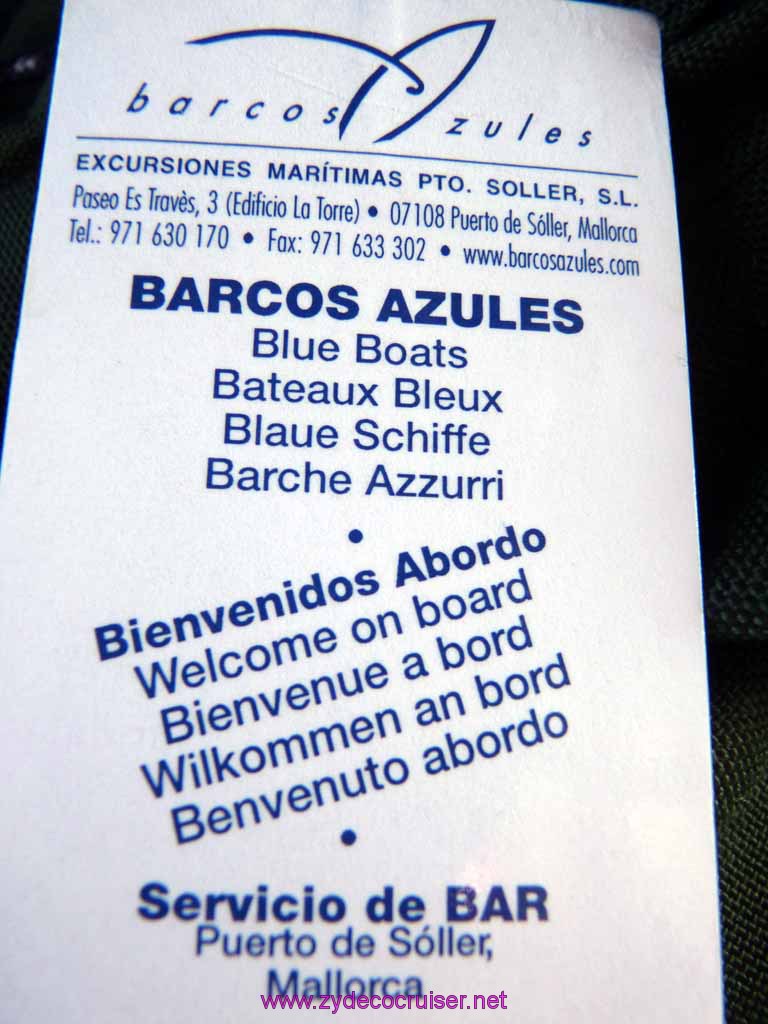 barcos Azules
EXCURSIONES MARÍTIMAS PTO. SOLLER, S.L.
Paseo Es Travès, 3 (Edificio La Torre) • 07108 Puerto de Sóller, Mallorca
Tel.: 971 630 170 • Fax: 971 633 302 • www.barcosazules.com
BARCOS AZULES
Blue Boats
Bateaux Bleux
Blaue Schiffe
Barche Azzurri
•
Bienvenidos Abordo
Welcome on board
Bienvenue a bord
Wilkommen an bord
Benvenuto abordo
•
Servicio de BAR
Puerto de Sóller,
Mallorca
www.zydecocruiser.net